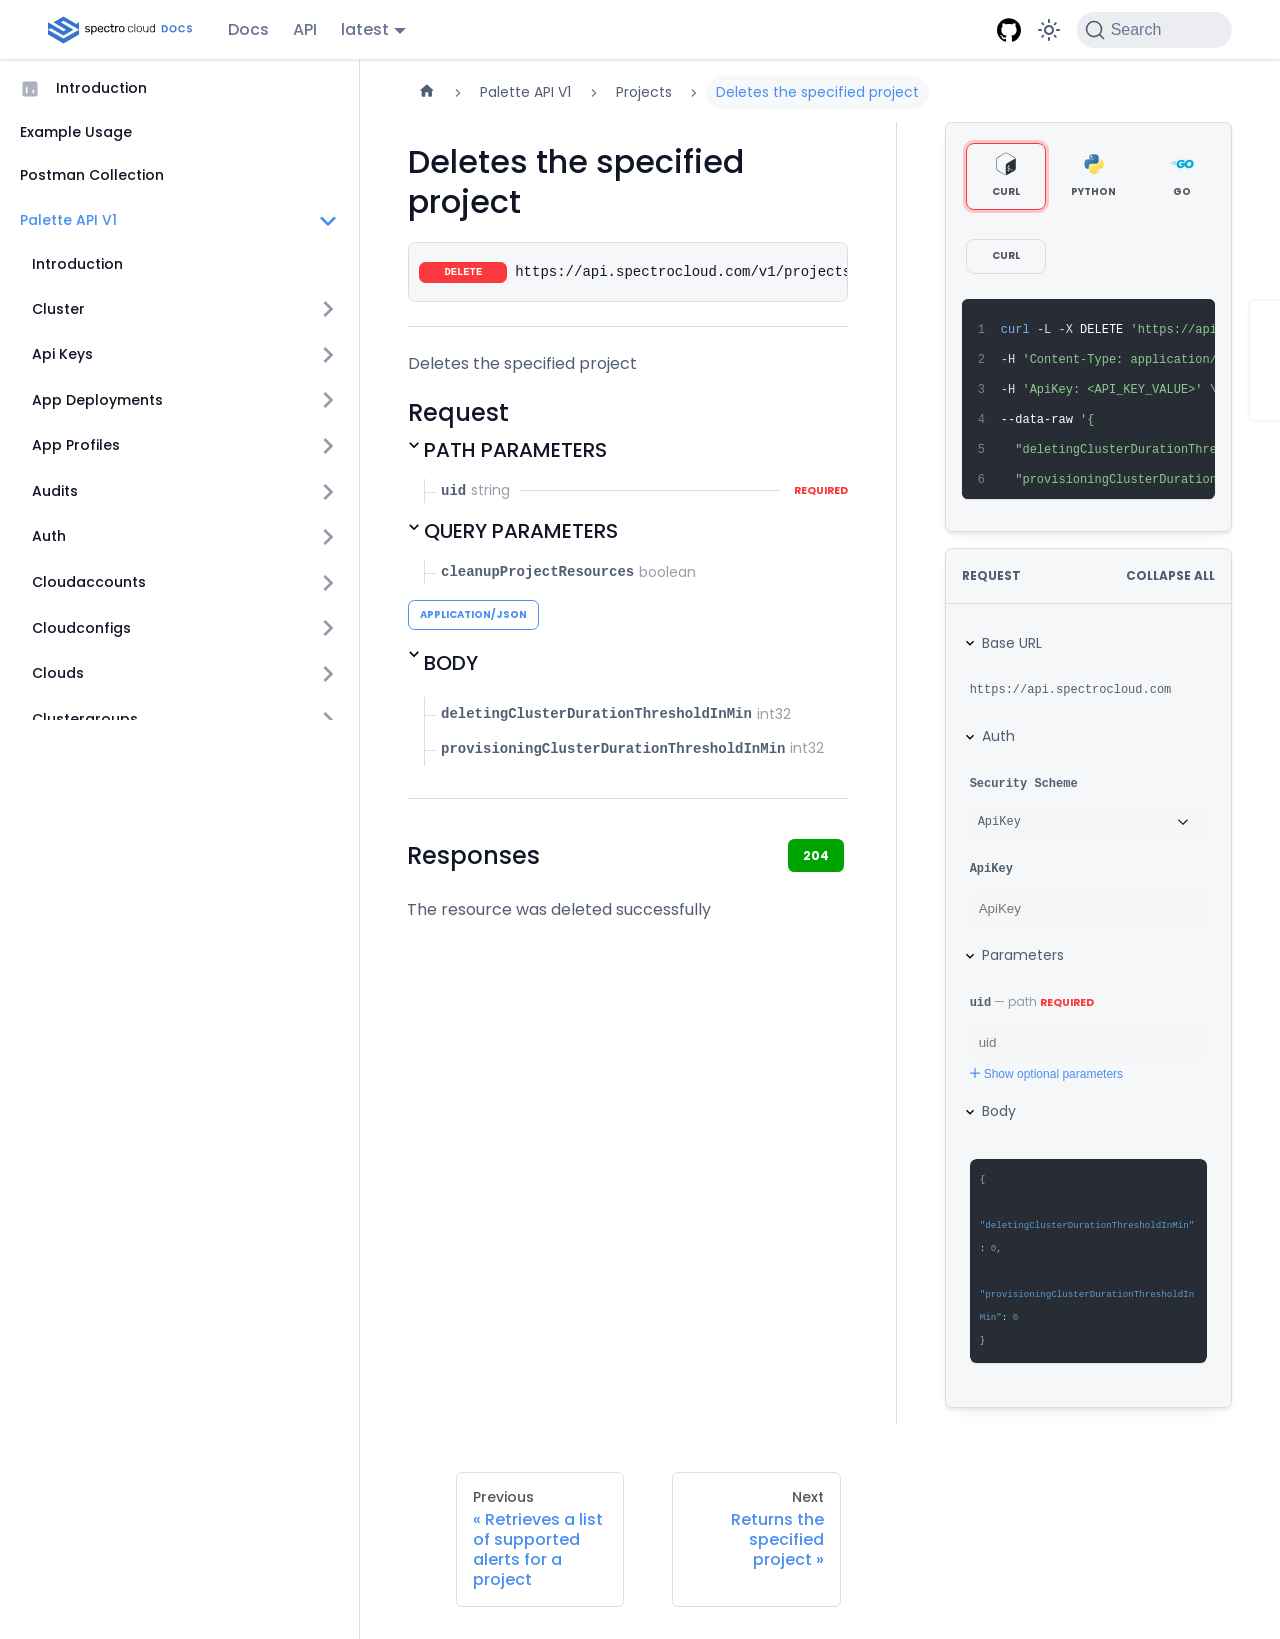 spectro cloud DOCS
Docs
API
latest
Search
Introduction
Example Usage
Postman Collection
Palette API V1
Introduction
Cluster
Api Keys
App Deployments
App Profiles
Audits
Auth
Cloudaccounts
Cloudconfigs
Clouds
Clustergroups
Palette API V1
Projects
Deletes the specified project
Deletes the specified
project
DELETE https://api.spectrocloud.com/v1/projects
Deletes the specified project
Request
PATH PARAMETERS
uid string REQUIRED
QUERY PARAMETERS
cleanupProjectResources boolean
APPLICATION/JSON
BODY
deletingClusterDurationThresholdInMin int32
provisioningClusterDurationThresholdInMin int32
Responses
204
The resource was deleted successfully
CURL
PYTHON
GO
CURL
1 curl -L -X DELETE 'https://api
2 -H 'Content-Type: application/
3 -H 'ApiKey: <API_KEY_VALUE>' \
4 --data-raw '{
5 "deletingClusterDurationThre
6 "provisioningClusterDuration
REQUEST
COLLAPSE ALL
Base URL
https://api.spectrocloud.com
Auth
Security Scheme
ApiKey
ApiKey
ApiKey
Parameters
uid — path REQUIRED
uid
Show optional parameters
Body
{
"deletingClusterDurationThresholdInMin"
: 0,
"provisioningClusterDurationThresholdIn
Min": 0
}
Previous
« Retrieves a list
of supported
alerts for a
project
Next
Returns the
specified
project »